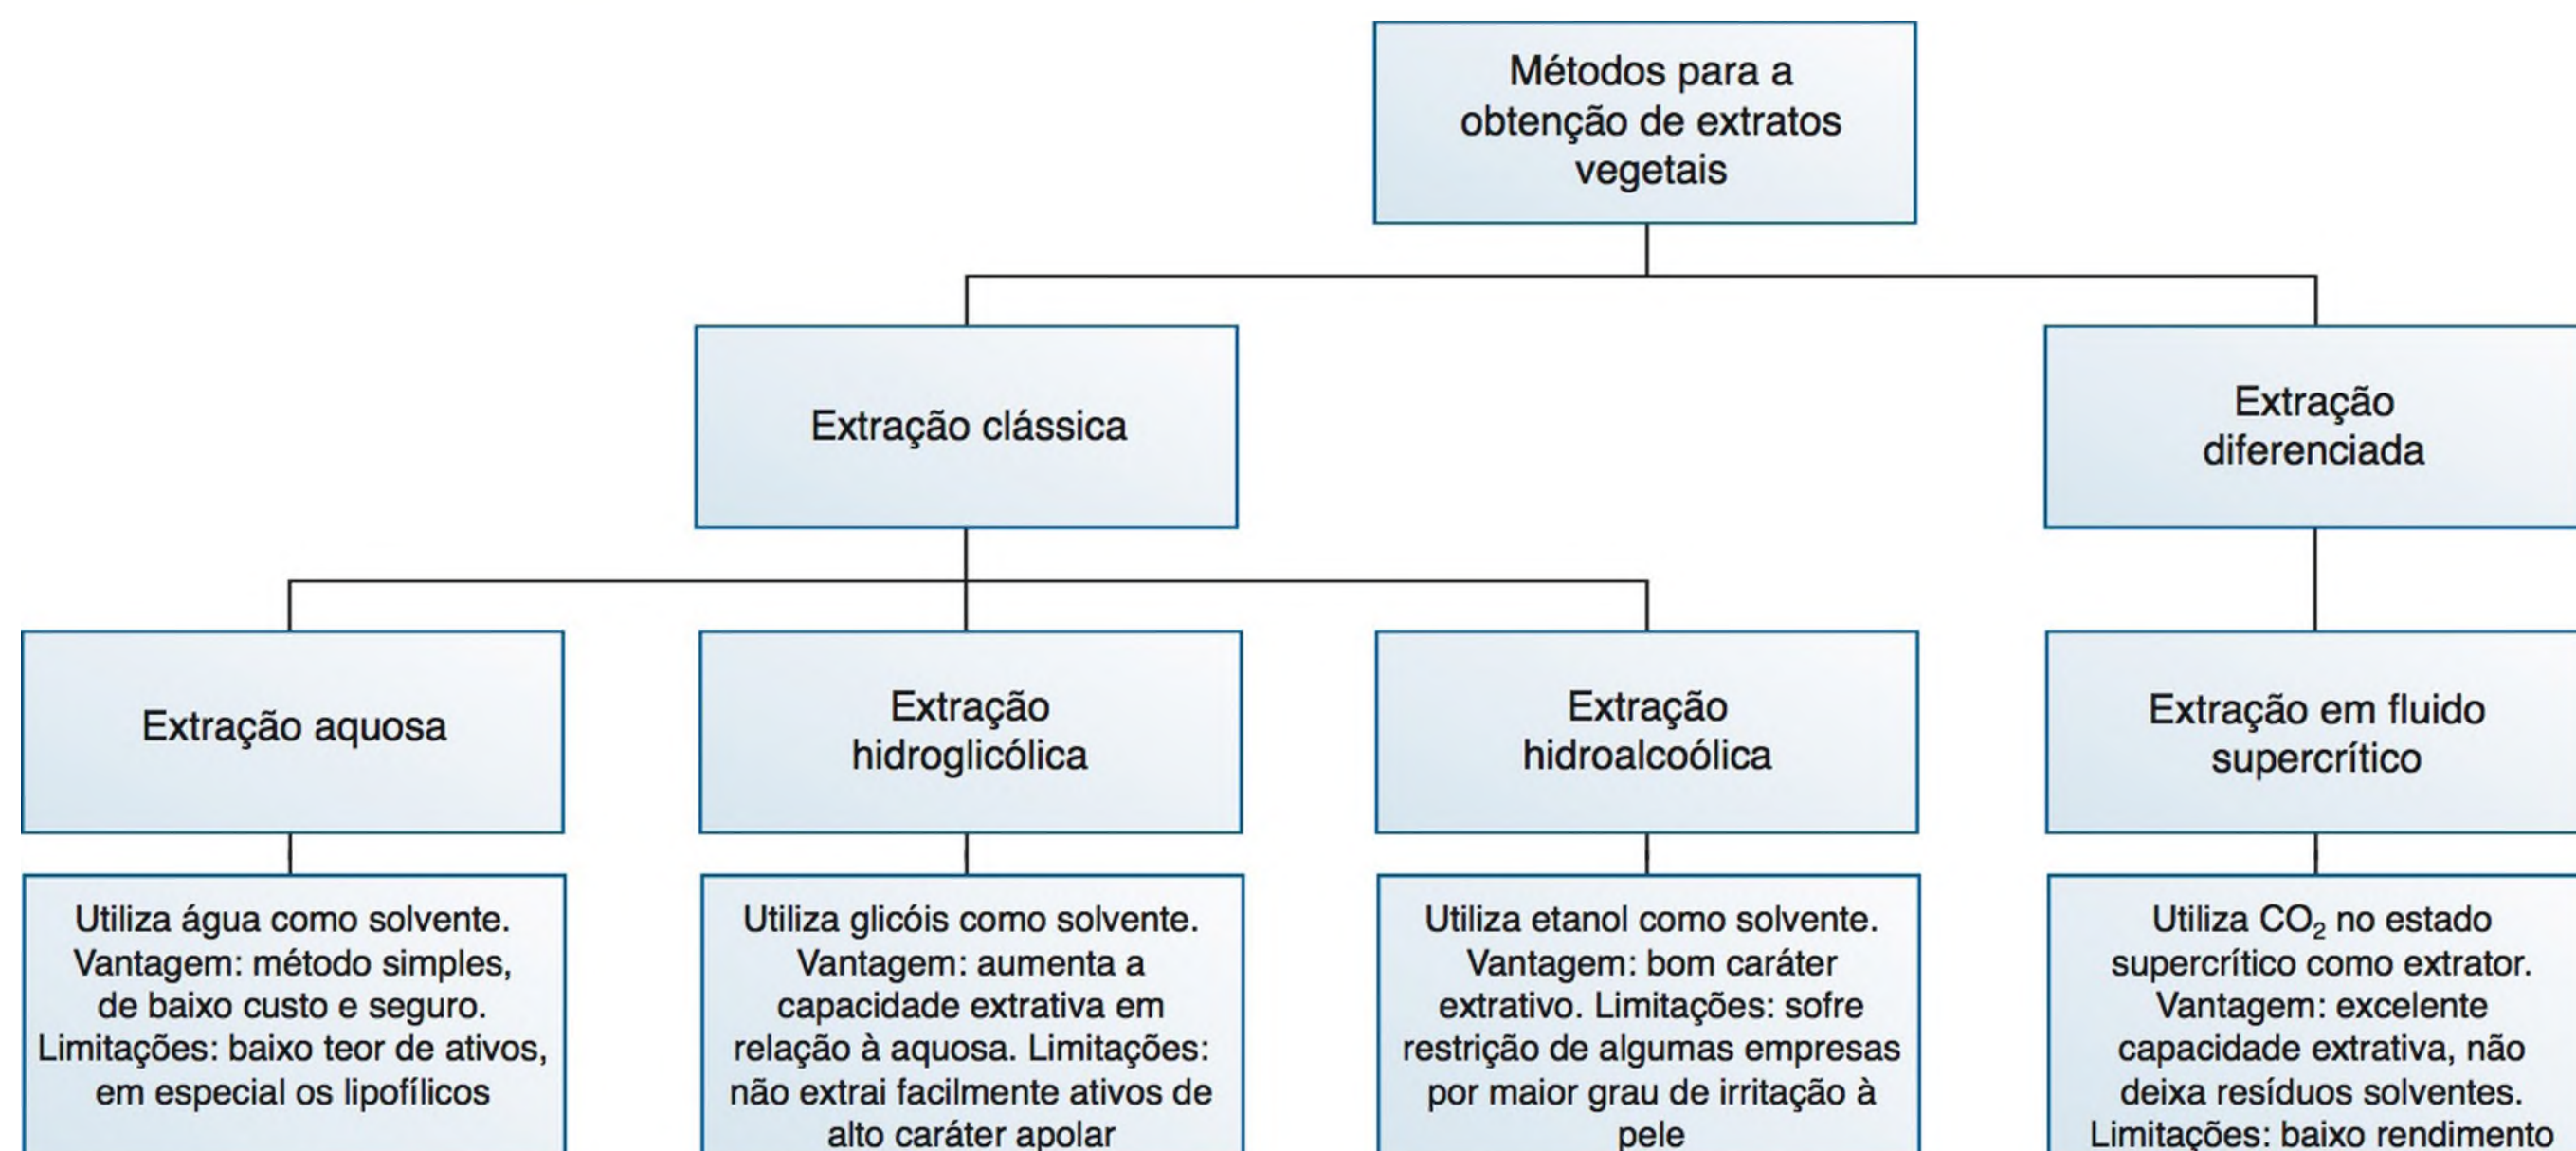 Métodos para a
obtenção de extratos
vegetais
Extração clássica
Extração
diferenciada
Extração aquosa
Extração
hidroglicólica
Extração
hidroalcoólica
Extração em fluido
supercrítico
Utiliza água como solvente.
Vantagem: método simples,
de baixo custo e seguro.
Limitações: baixo teor de ativos,
em especial os lipofílicos
Utiliza glicóis como solvente.
Vantagem: aumenta a
capacidade extrativa em
relação à aquosa. Limitações:
não extrai facilmente ativos de
alto caráter apolar
Utiliza etanol como solvente.
Vantagem: bom caráter
extrativo. Limitações: sofre
restrição de algumas empresas
por maior grau de irritação à
pele
Utiliza CO₂ no estado
supercrítico como extrator.
Vantagem: excelente
capacidade extrativa, não
deixa resíduos solventes.
Limitações: baixo rendimento